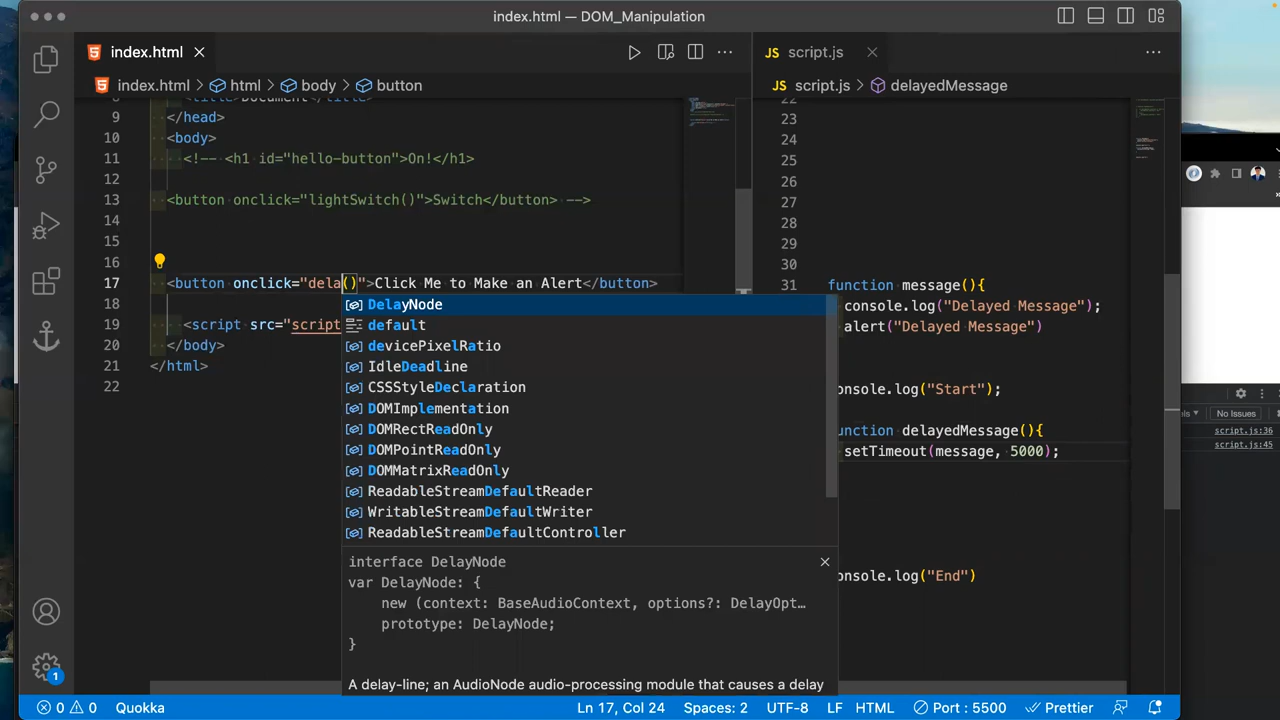 index.html — DOM_Manipulation
index.html
script.js
index.html > html > body > button
script.js > delayedMessage
8 <title>Document</title>
9 </head>
10 <body>
11 <!-- <h1 id="hello-button">On!</h1>
12
13 <button onclick="lightSwitch()">Switch</button> -->
14
15
16
17 <button onclick="dela()">Click Me to Make an Alert</button>
18
19 <script src="script
20 </body>
21 </html>
22
DelayNode
default
devicePixelRatio
IdleDeadline
CSSStyleDeclaration
DOMImplementation
DOMRectReadOnly
DOMPointReadOnly
DOMMatrixReadOnly
ReadableStreamDefaultReader
WritableStreamDefaultWriter
ReadableStreamDefaultController
interface DelayNode
var DelayNode: {
new (context: BaseAudioContext, options?: DelayOpt…
prototype: DelayNode;
}
A delay-line; an AudioNode audio-processing module that causes a delay
22
23
24
25
26
27
28
29
30
31 function message(){
console.log("Delayed Message");
alert("Delayed Message")
onsole.log("Start");
unction delayedMessage(){
setTimeout(message, 5000);
onsole.log("End")
els
No Issues
script.js:36
script.js:45
1
0 0 Quokka
Ln 17, Col 24 Spaces: 2 UTF-8 LF HTML Port : 5500 Prettier